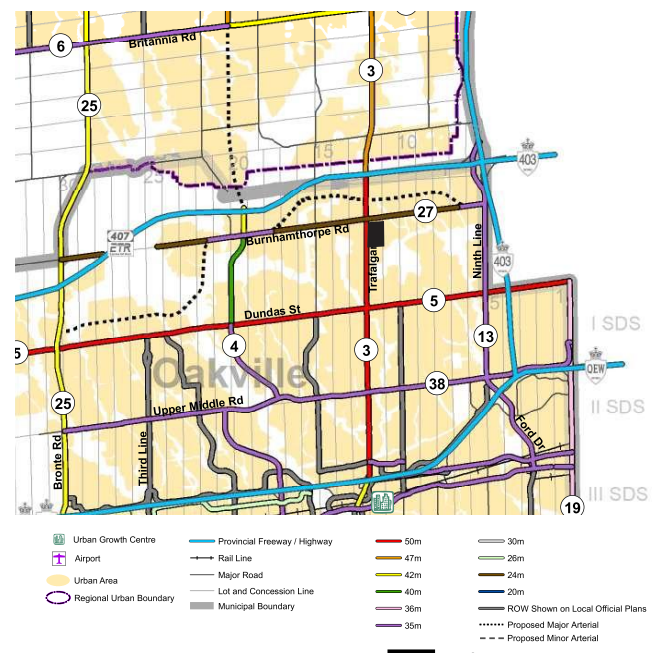 6
Britannia Rd
3
25
10
15
20
25
30
403
407
ETR
27
Burnhamthorpe Rd
Trafalgar
Ninth Line
403
Dundas St
5
5
4
3
13
5
1
I SDS
Oakville
38
QEW
25
Upper Middle Rd
II SDS
Bronte Rd
Third Line
Ford Dr
III SDS
19
Urban Growth Centre
Airport
Urban Area
Regional Urban Boundary
Provincial Freeway / Highway
Rail Line
Major Road
Lot and Concession Line
Municipal Boundary
50m
47m
42m
40m
36m
35m
30m
26m
24m
20m
ROW Shown on Local Official Plans
Proposed Major Arterial
Proposed Minor Arterial